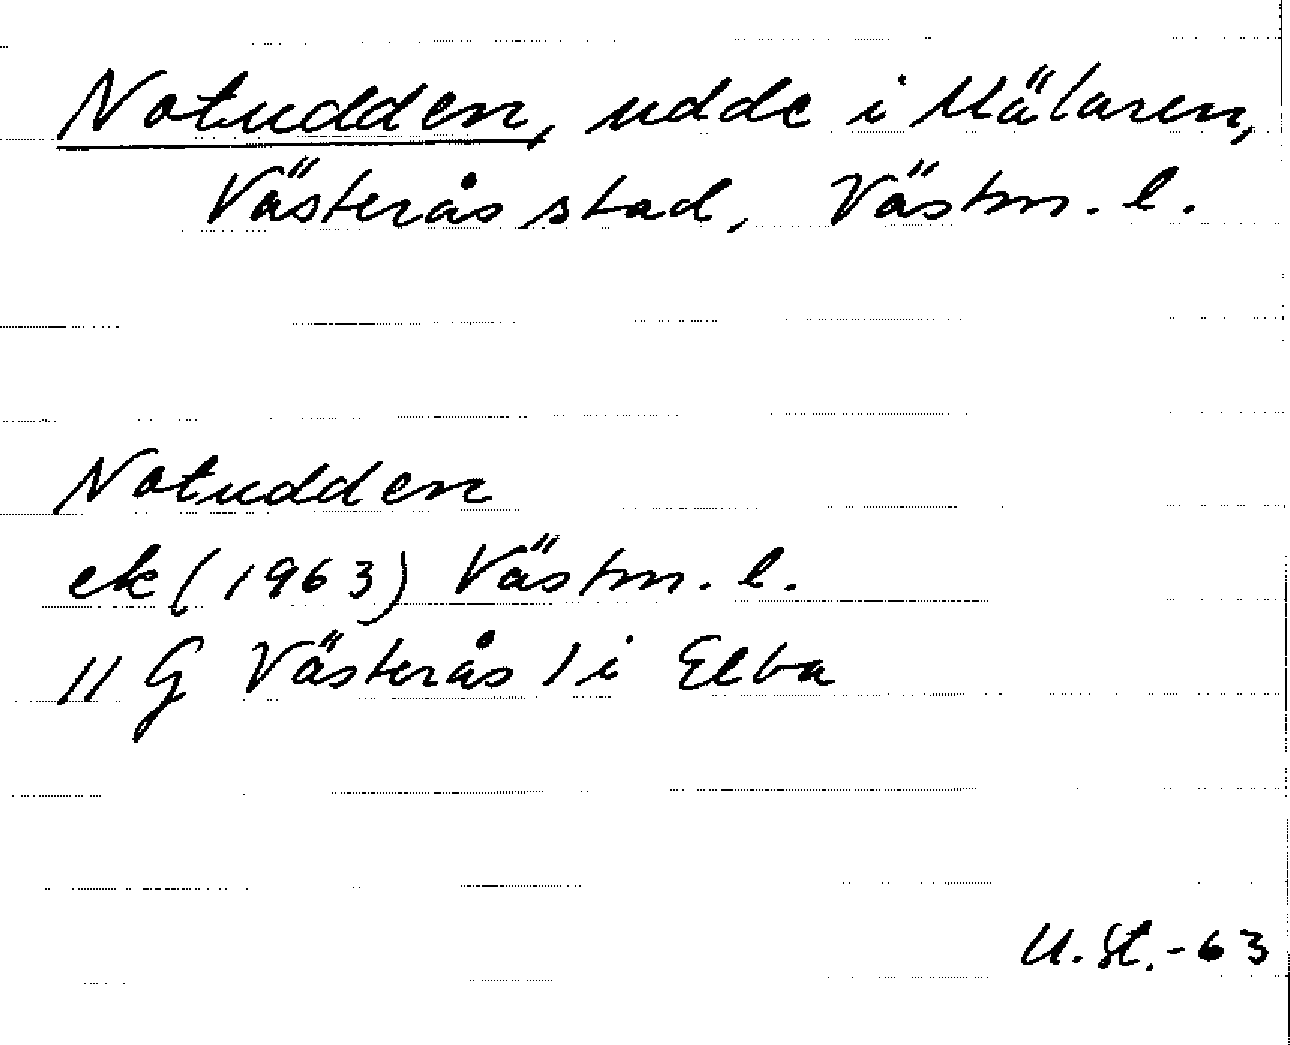 Notudden, udde i Mälaren,
Västerås stad, Västm. l.
Notudden
ek (1963) Västm. l.
11 G Västerås 1 i Elba
U. St. -63